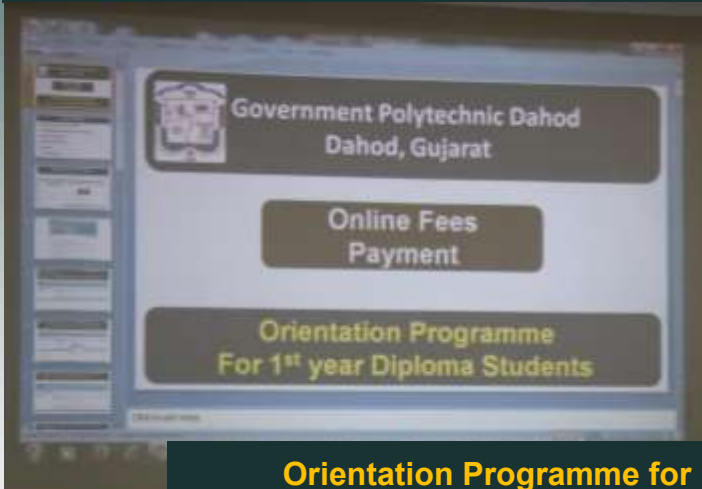 Government Polytechnic Dahod
Dahod, Gujarat
Online Fees
Payment
Orientation Programme
For 1st year Diploma Students
Orientation Programme for